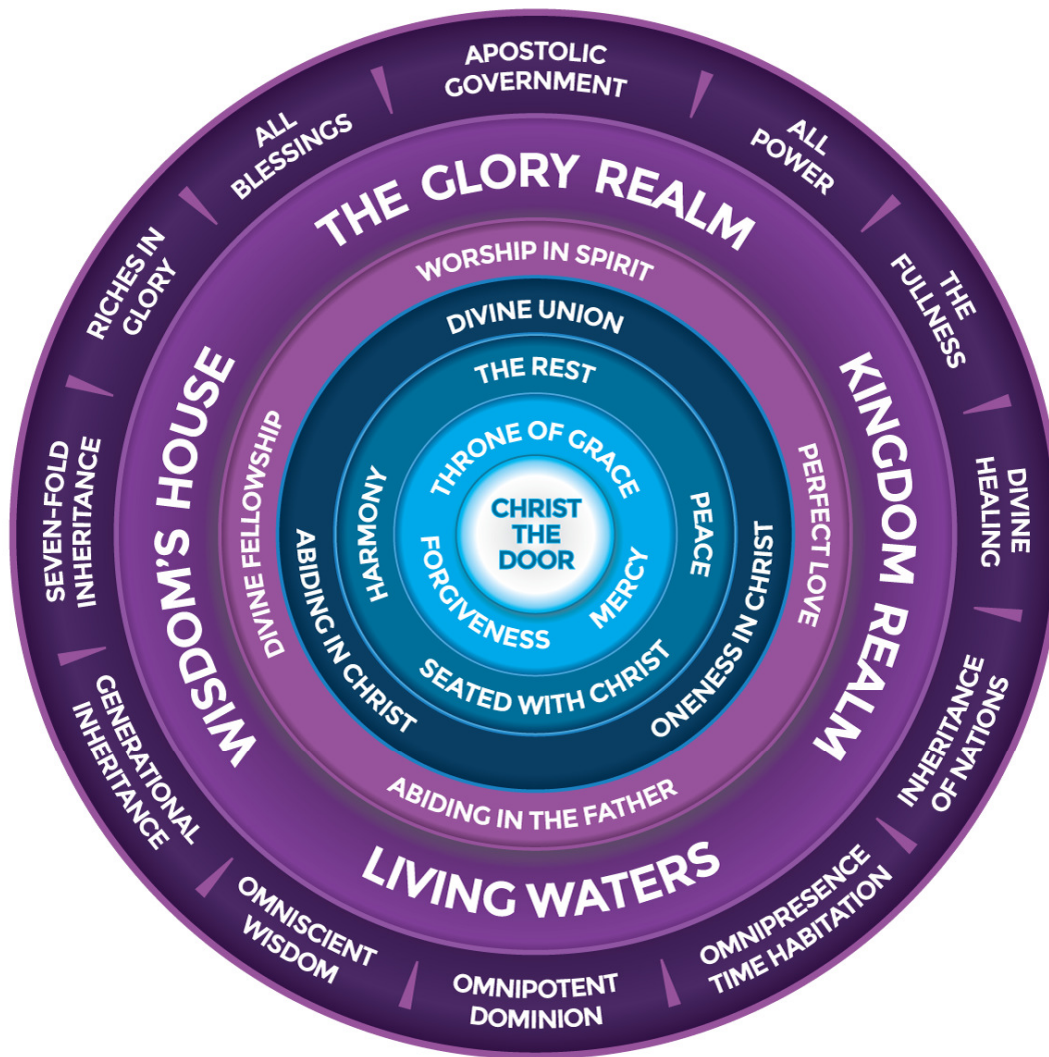 APOSTOLIC
GOVERNMENT
ALL
POWER
THE
FULLNESS
DIVINE
HEALING
INHERITANCE
OF NATIONS
OMNIPRESENCE
TIME HABITATION
OMNIPOTENT
DOMINION
OMNISCIENT
WISDOM
GENERATIONAL
INHERITANCE
SEVEN-FOLD
INHERITANCE
RICHES IN
GLORY
ALL
BLESSINGS
THE GLORY REALM
KINGDOM REALM
LIVING WATERS
WISDOM'S HOUSE
WORSHIP IN SPIRIT
PERFECT LOVE
ABIDING IN THE FATHER
DIVINE FELLOWSHIP
DIVINE UNION
ONENESS IN CHRIST
ABIDING IN CHRIST
THE REST
PEACE
SEATED WITH CHRIST
HARMONY
THRONE OF GRACE
MERCY
FORGIVENESS
CHRIST
THE
DOOR